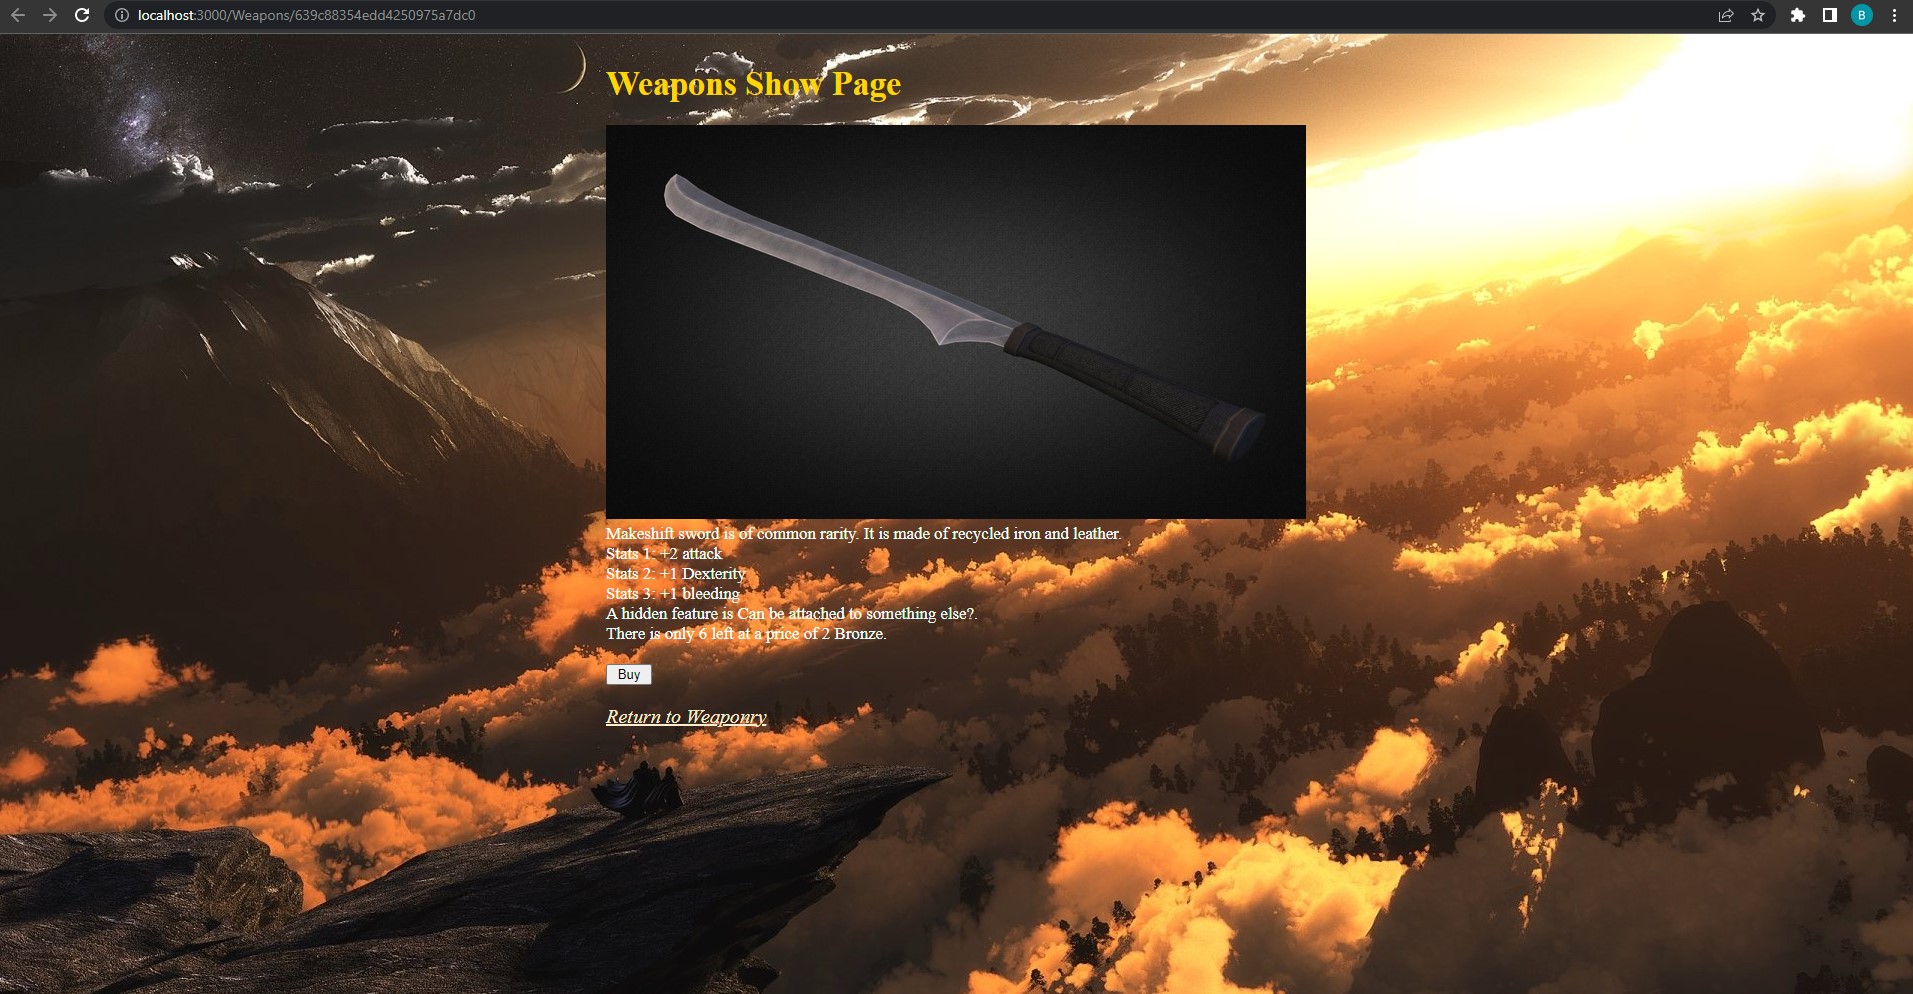 localhost:3000/Weapons/639c88354edd4250975a7dc0
B
Weapons Show Page
Makeshift sword is of common rarity. It is made of recycled iron and leather.
Stats 1: +2 attack
Stats 2: +1 Dexterity
Stats 3: +1 bleeding
A hidden feature is Can be attached to something else?.
There is only 6 left at a price of 2 Bronze.
Buy
Return to Weaponry